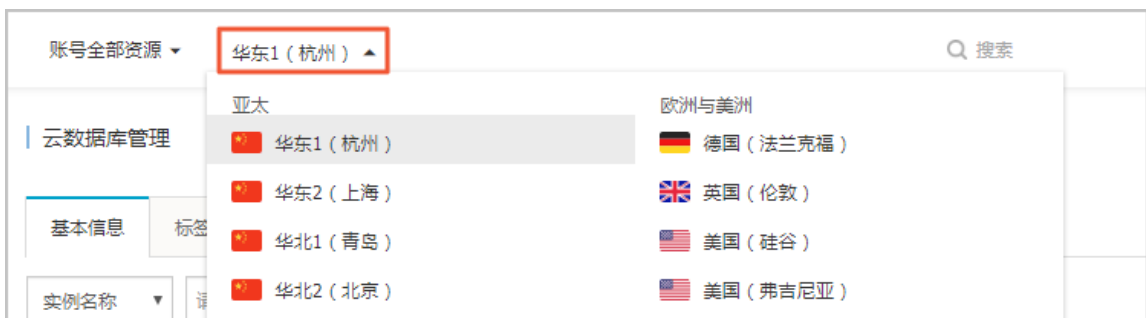 账号全部资源
华东1（杭州）
搜索
亚太
欧洲与美洲
云数据库管理
华东1（杭州）
德国（法兰克福）
华东2（上海）
英国（伦敦）
基本信息
标签
华北1（青岛）
美国（硅谷）
实例名称
华北2（北京）
美国（弗吉尼亚）